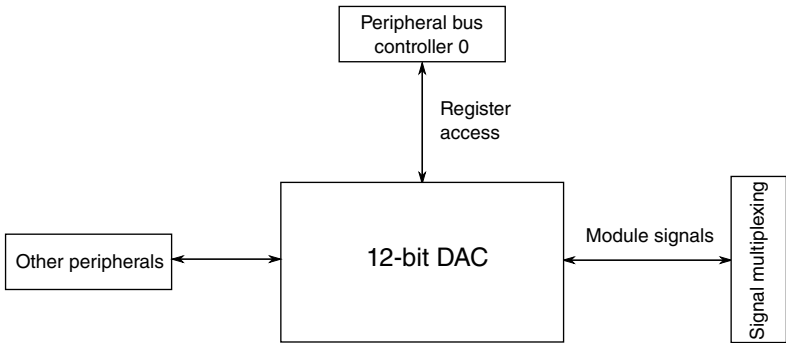 Peripheral bus
controller 0
Register
access
Other peripherals
12-bit DAC
Module signals
Signal multiplexing